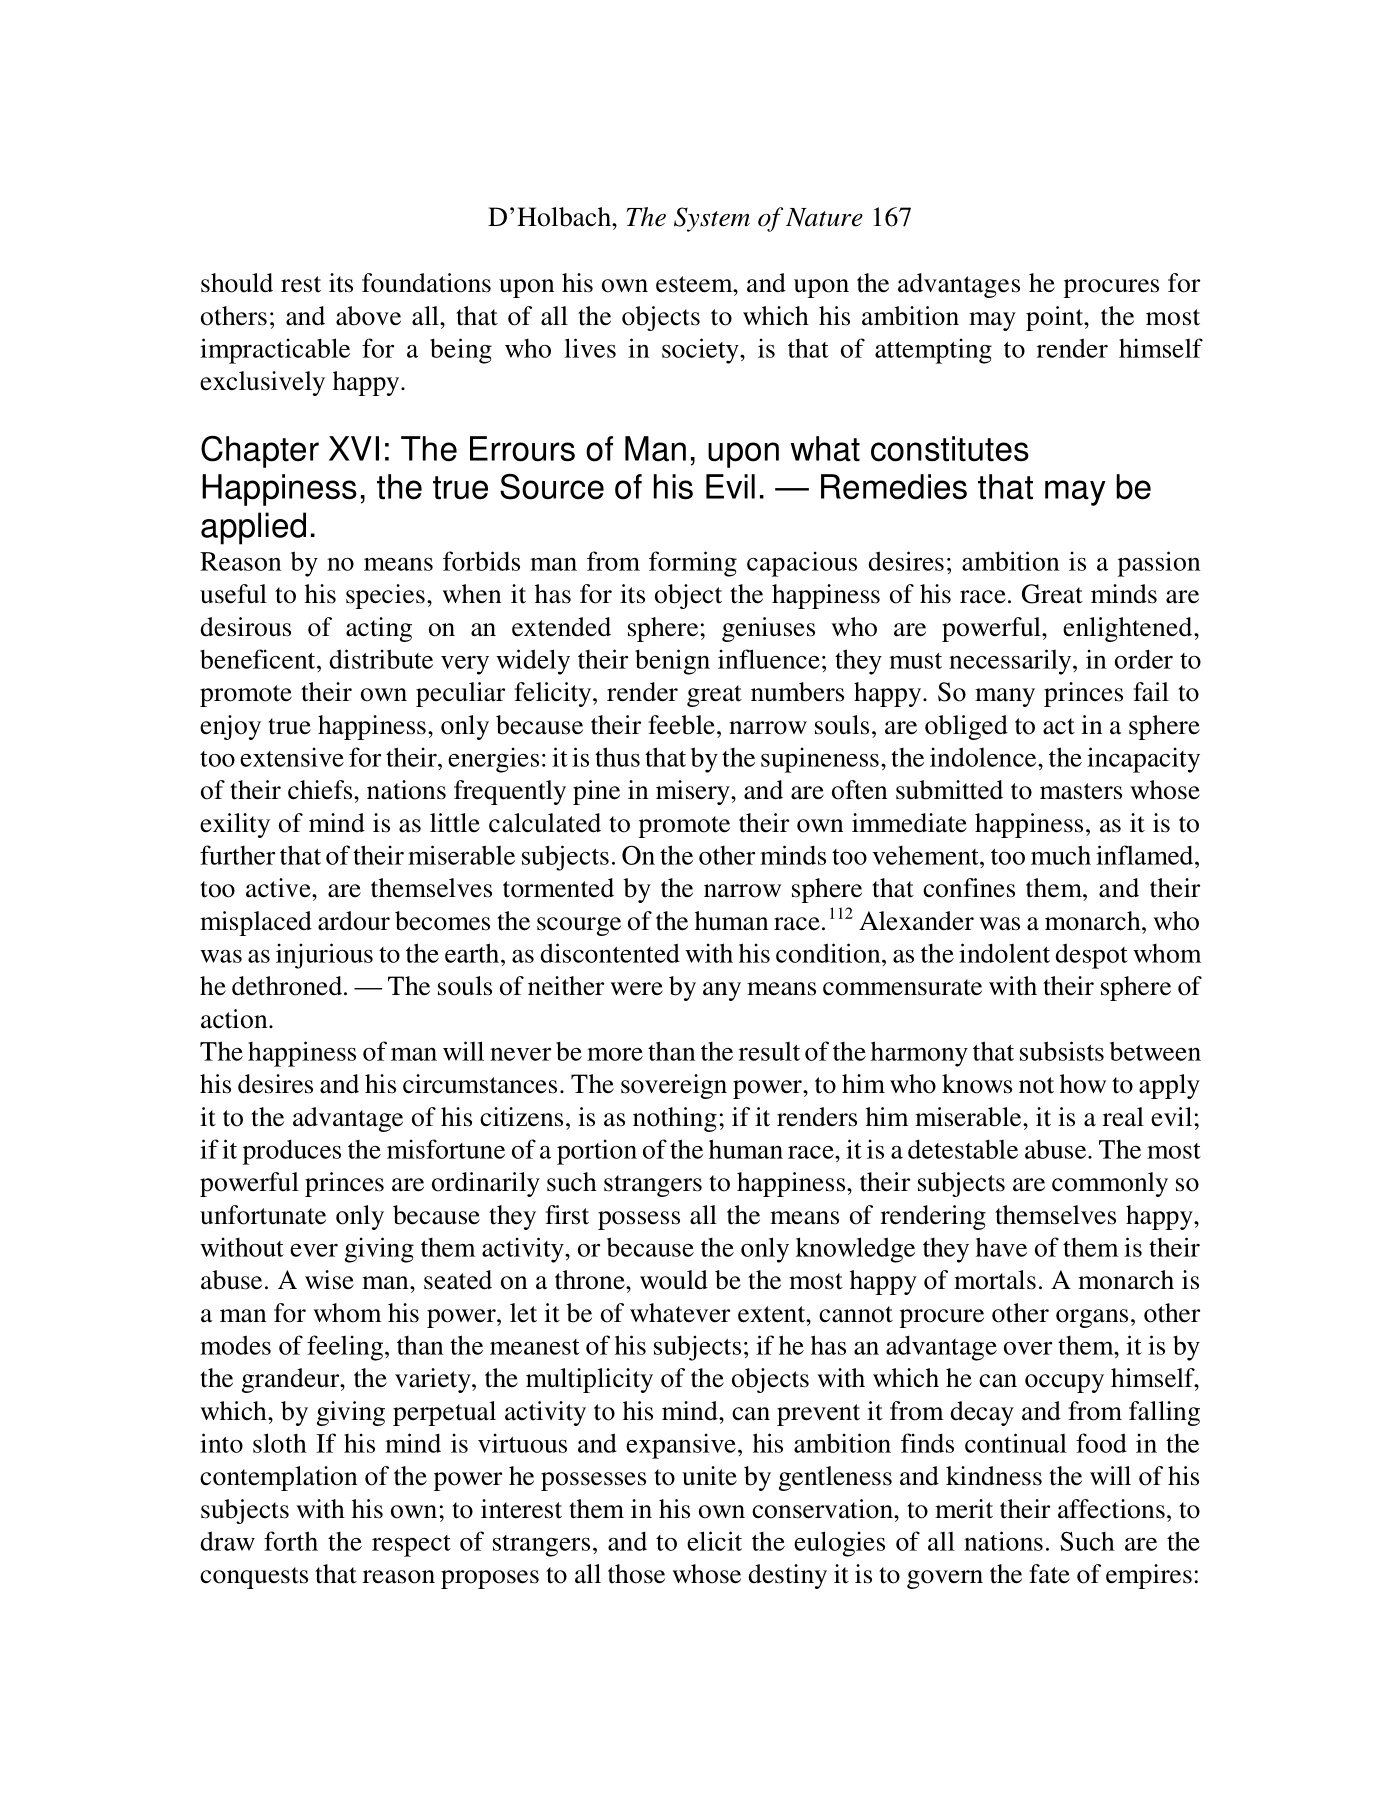 D’Holbach, The System of Nature 167
should rest its foundations upon his own esteem, and upon the advantages he procures for
others; and above all, that of all the objects to which his ambition may point, the most
impracticable for a being who lives in society, is that of attempting to render himself
exclusively happy.
Chapter XVI: The Errours of Man, upon what constitutes
Happiness, the true Source of his Evil. — Remedies that may be
applied.
Reason by no means forbids man from forming capacious desires; ambition is a passion
useful to his species, when it has for its object the happiness of his race. Great minds are
desirous of acting on an extended sphere; geniuses who are powerful, enlightened,
beneficent, distribute very widely their benign influence; they must necessarily, in order to
promote their own peculiar felicity, render great numbers happy. So many princes fail to
enjoy true happiness, only because their feeble, narrow souls, are obliged to act in a sphere
too extensive for their, energies: it is thus that by the supineness, the indolence, the incapacity
of their chiefs, nations frequently pine in misery, and are often submitted to masters whose
exility of mind is as little calculated to promote their own immediate happiness, as it is to
further that of their miserable subjects. On the other minds too vehement, too much inflamed,
too active, are themselves tormented by the narrow sphere that confines them, and their
misplaced ardour becomes the scourge of the human race.112 Alexander was a monarch, who
was as injurious to the earth, as discontented with his condition, as the indolent despot whom
he dethroned. — The souls of neither were by any means commensurate with their sphere of
action.
The happiness of man will never be more than the result of the harmony that subsists between
his desires and his circumstances. The sovereign power, to him who knows not how to apply
it to the advantage of his citizens, is as nothing; if it renders him miserable, it is a real evil;
if it produces the misfortune of a portion of the human race, it is a detestable abuse. The most
powerful princes are ordinarily such strangers to happiness, their subjects are commonly so
unfortunate only because they first possess all the means of rendering themselves happy,
without ever giving them activity, or because the only knowledge they have of them is their
abuse. A wise man, seated on a throne, would be the most happy of mortals. A monarch is
a man for whom his power, let it be of whatever extent, cannot procure other organs, other
modes of feeling, than the meanest of his subjects; if he has an advantage over them, it is by
the grandeur, the variety, the multiplicity of the objects with which he can occupy himself,
which, by giving perpetual activity to his mind, can prevent it from decay and from falling
into sloth If his mind is virtuous and expansive, his ambition finds continual food in the
contemplation of the power he possesses to unite by gentleness and kindness the will of his
subjects with his own; to interest them in his own conservation, to merit their affections, to
draw forth the respect of strangers, and to elicit the eulogies of all nations. Such are the
conquests that reason proposes to all those whose destiny it is to govern the fate of empires: